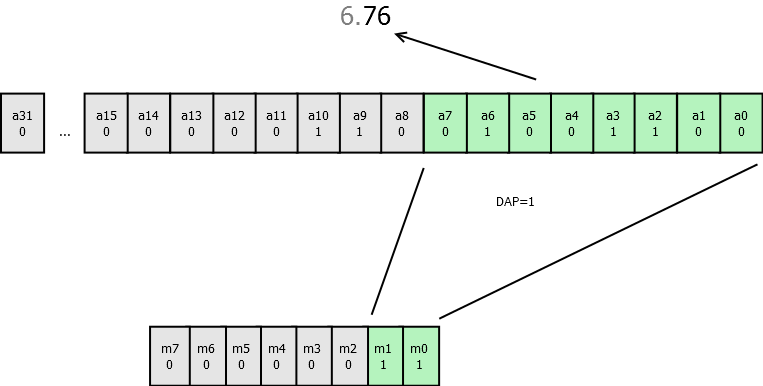 6.76
a31 ... a15 a14 a13 a12 a11 a10 a9 a8 a7 a6 a5 a4 a3 a2 a1 a0
0 0 0 0 0 0 1 1 0 0 1 0 0 1 1 0 0
DAP=1
m7 m6 m5 m4 m3 m2 m1 m0
0 0 0 0 0 0 1 1